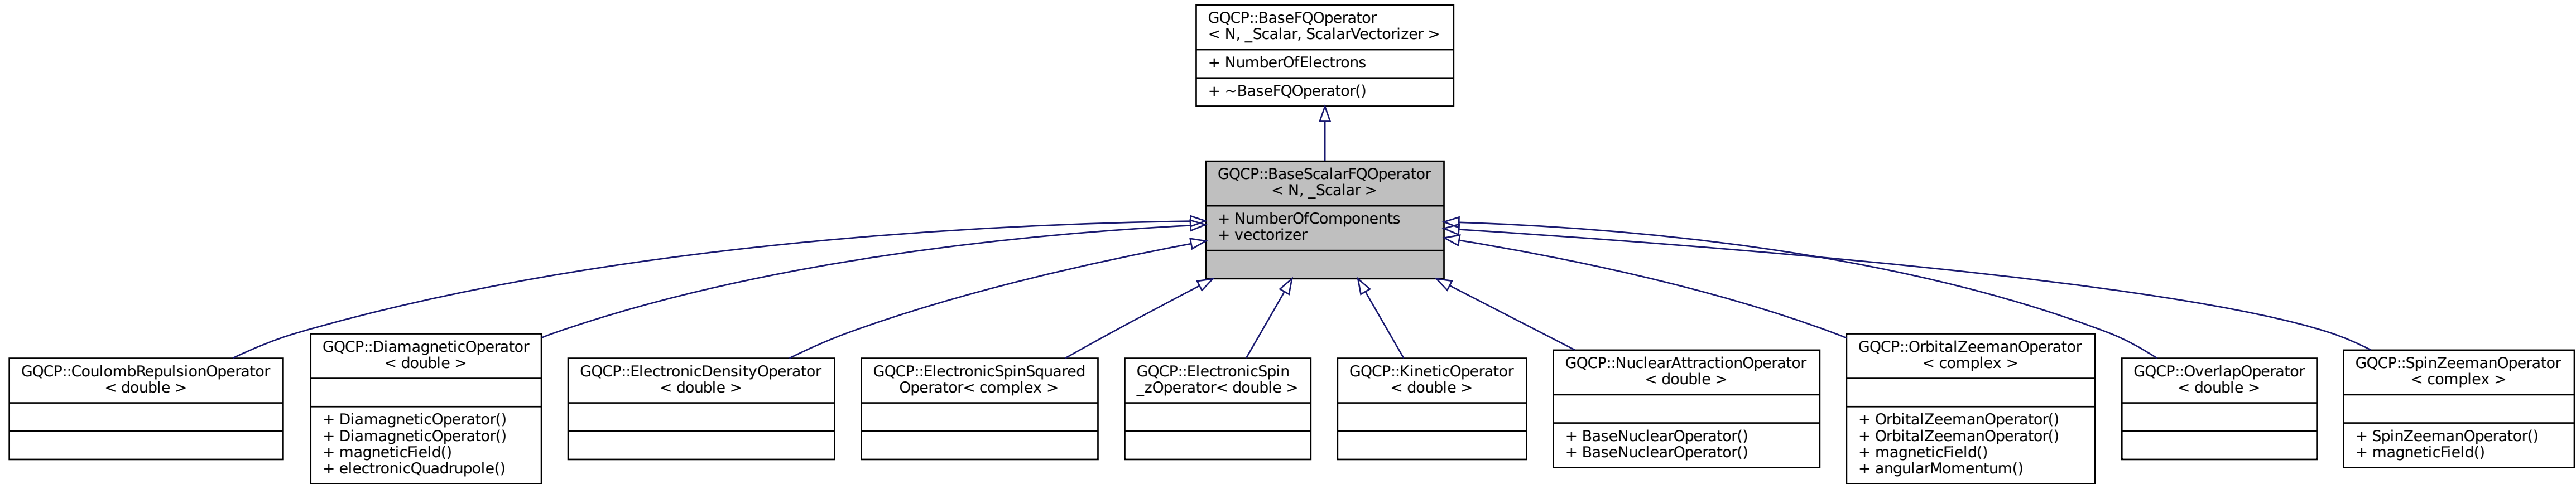 GQCP::BaseFQOperator
< N, _Scalar, ScalarVectorizer >
+ NumberOfElectrons
+ ~BaseFQOperator()
GQCP::BaseScalarFQOperator
< N, _Scalar >
+ NumberOfComponents
+ vectorizer
GQCP::CoulombRepulsionOperator
< double >
GQCP::DiamagneticOperator
< double >
+ DiamagneticOperator()
+ DiamagneticOperator()
+ magneticField()
+ electronicQuadrupole()
GQCP::ElectronicDensityOperator
< double >
GQCP::ElectronicSpinSquared
Operator< complex >
GQCP::ElectronicSpin
_zOperator< double >
GQCP::KineticOperator
< double >
GQCP::NuclearAttractionOperator
< double >
+ BaseNuclearOperator()
+ BaseNuclearOperator()
GQCP::OrbitalZeemanOperator
< complex >
+ OrbitalZeemanOperator()
+ OrbitalZeemanOperator()
+ magneticField()
+ angularMomentum()
GQCP::OverlapOperator
< double >
GQCP::SpinZeemanOperator
< complex >
+ SpinZeemanOperator()
+ magneticField()